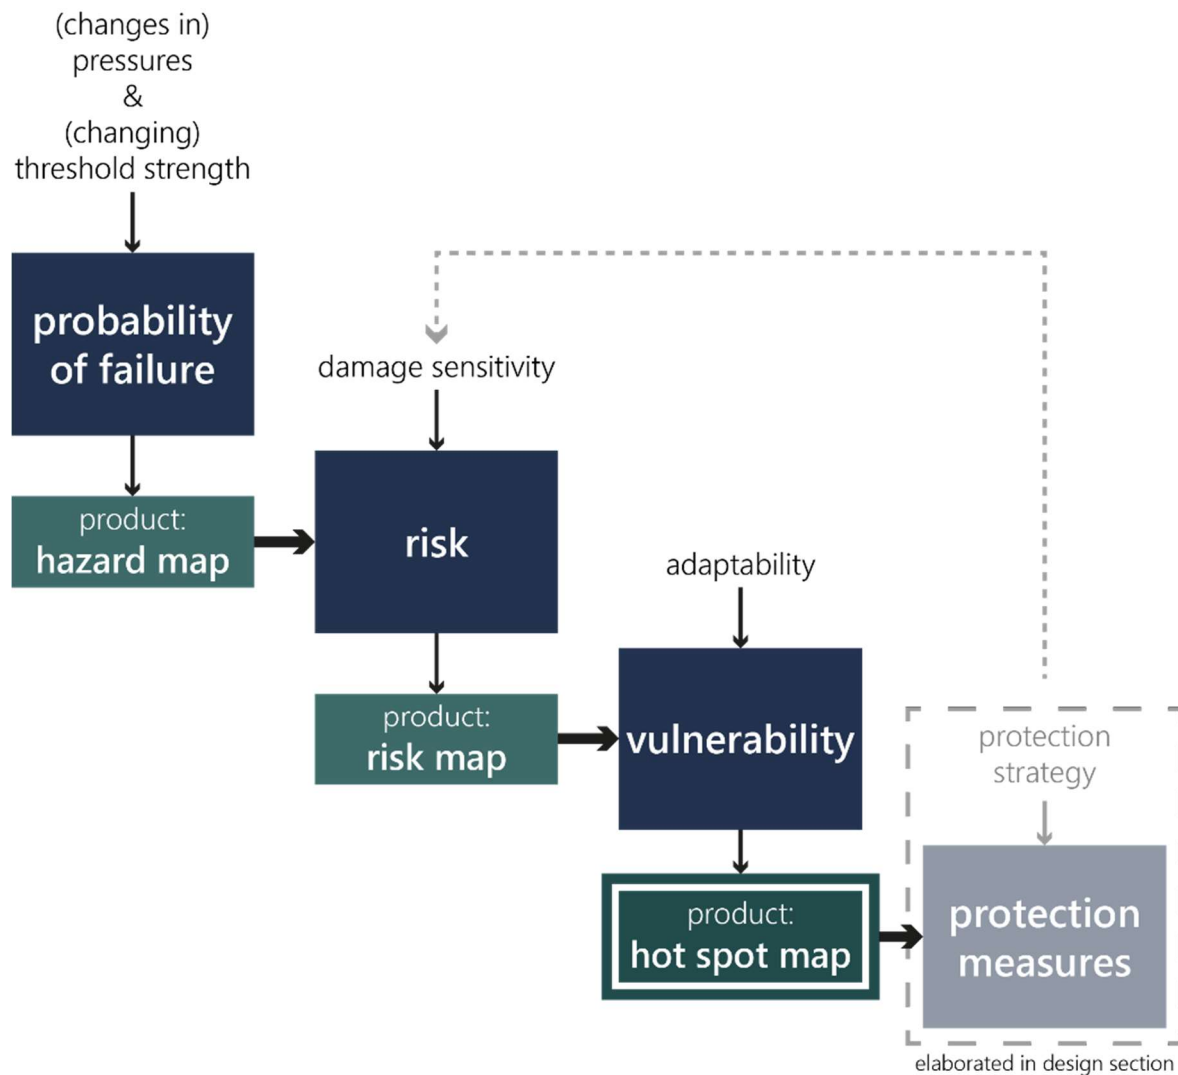 (changes in)
pressures
&
(changing)
threshold strength
probability
of failure
product:
hazard map
damage sensitivity
risk
product:
risk map
adaptability
vulnerability
product:
hot spot map
protection
strategy
protection
measures
elaborated in design section